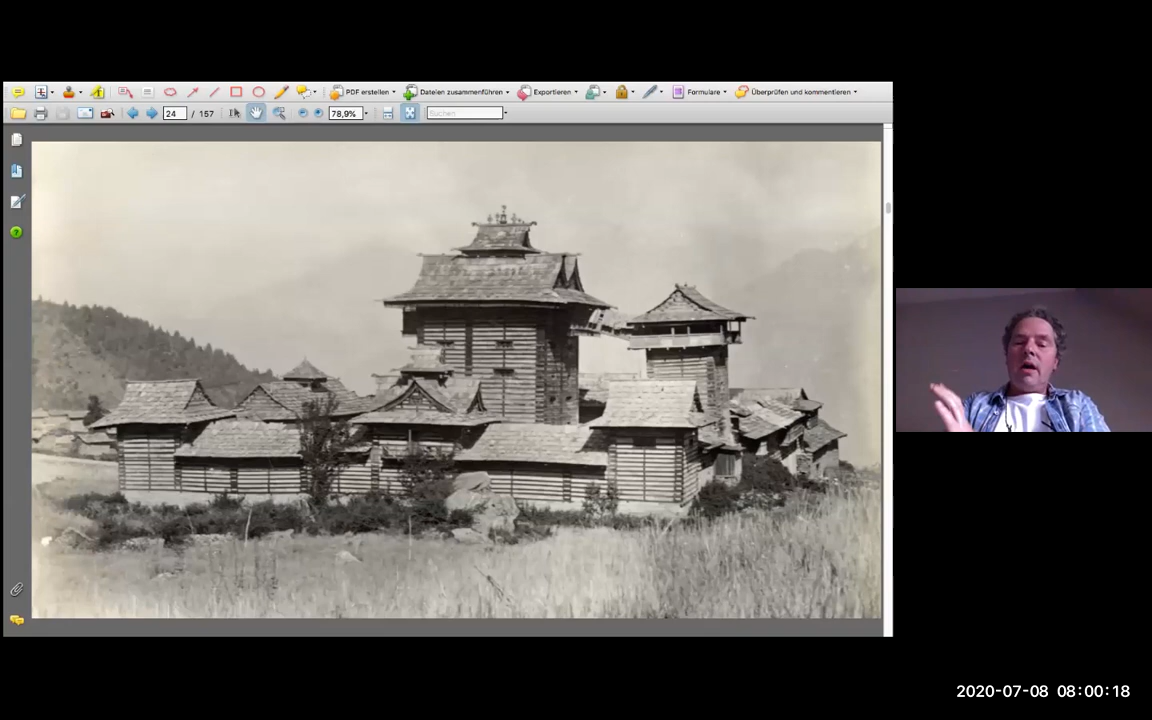 PDF erstellen Dateien zusammenführen Exportieren Formulare Überprüfen und kommentieren
24 / 157 78,9% Suchen
2020-07-08 08:00:18